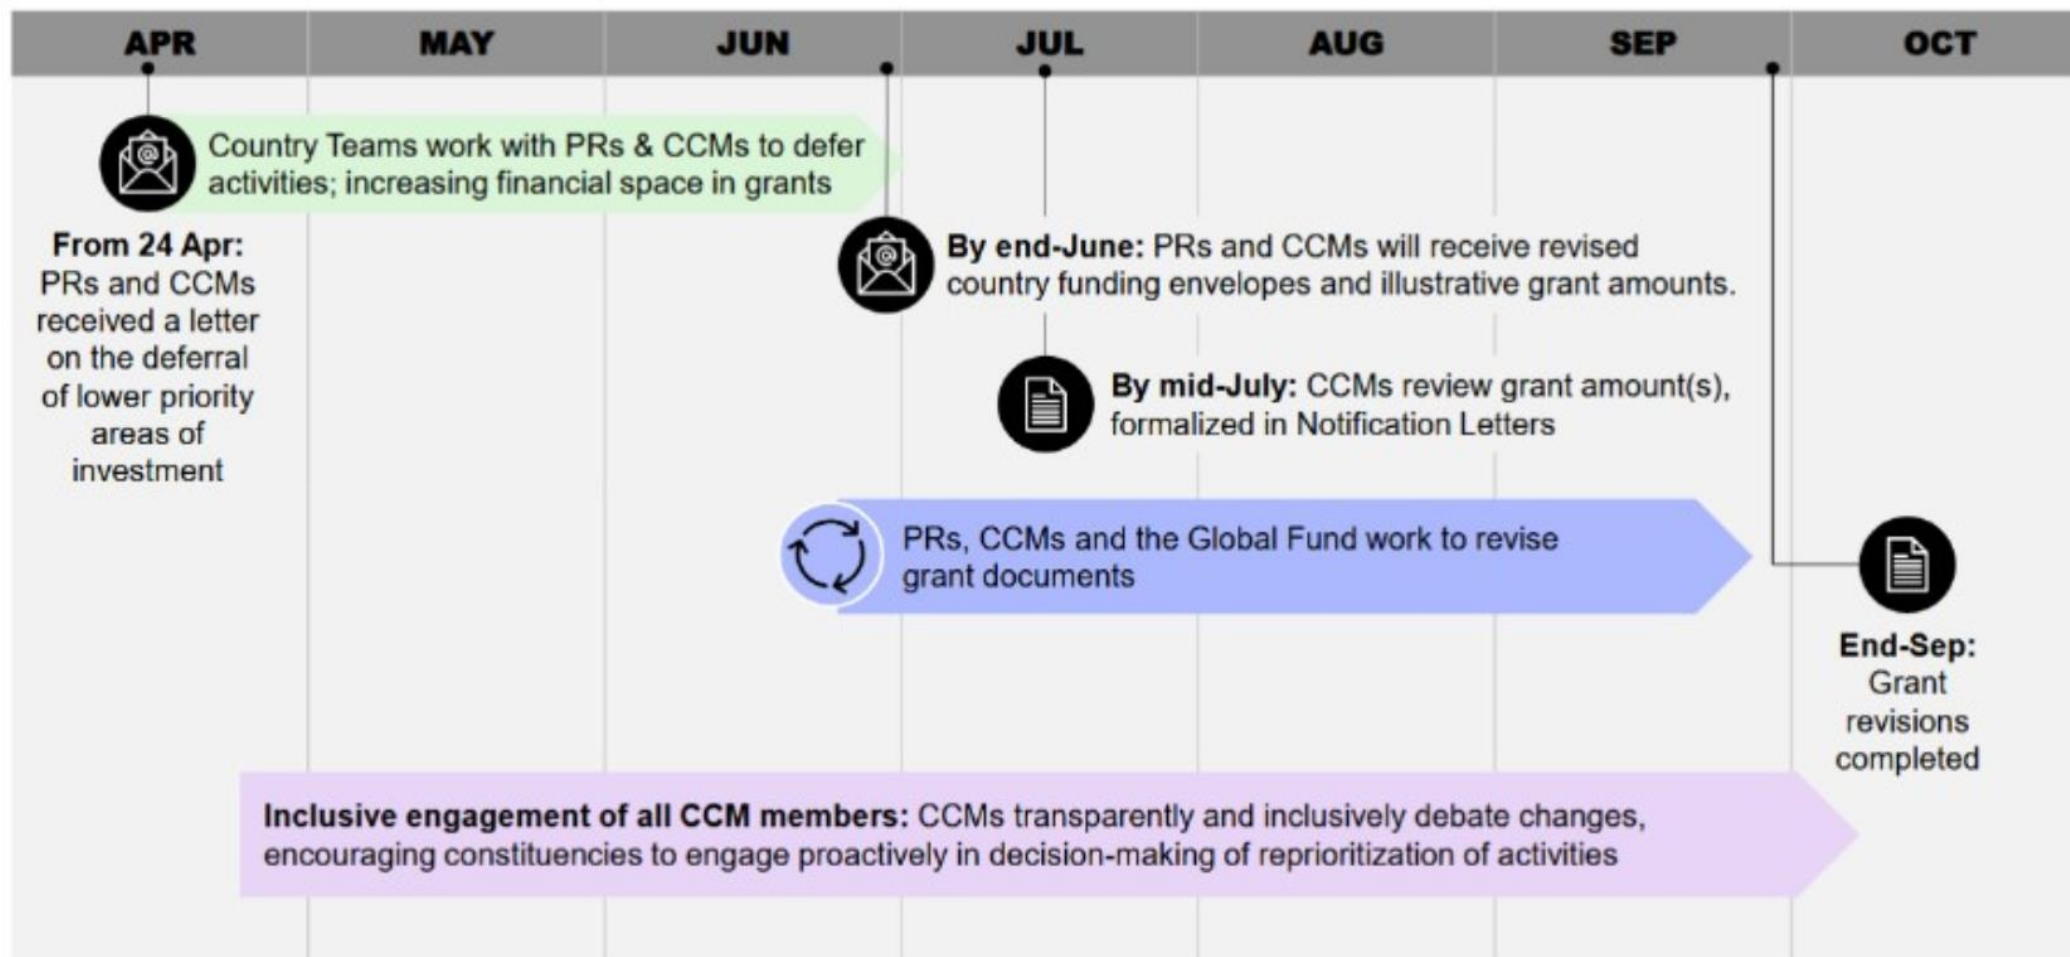 APR MAY JUN JUL AUG SEP OCT
Country Teams work with PRs & CCMs to defer
activities; increasing financial space in grants
From 24 Apr:
PRs and CCMs
received a letter
on the deferral
of lower priority
areas of
investment
By end-June: PRs and CCMs will receive revised
country funding envelopes and illustrative grant amounts.
By mid-July: CCMs review grant amount(s),
formalized in Notification Letters
PRs, CCMs and the Global Fund work to revise
grant documents
End-Sep:
Grant
revisions
completed
Inclusive engagement of all CCM members: CCMs transparently and inclusively debate changes,
encouraging constituencies to engage proactively in decision-making of reprioritization of activities